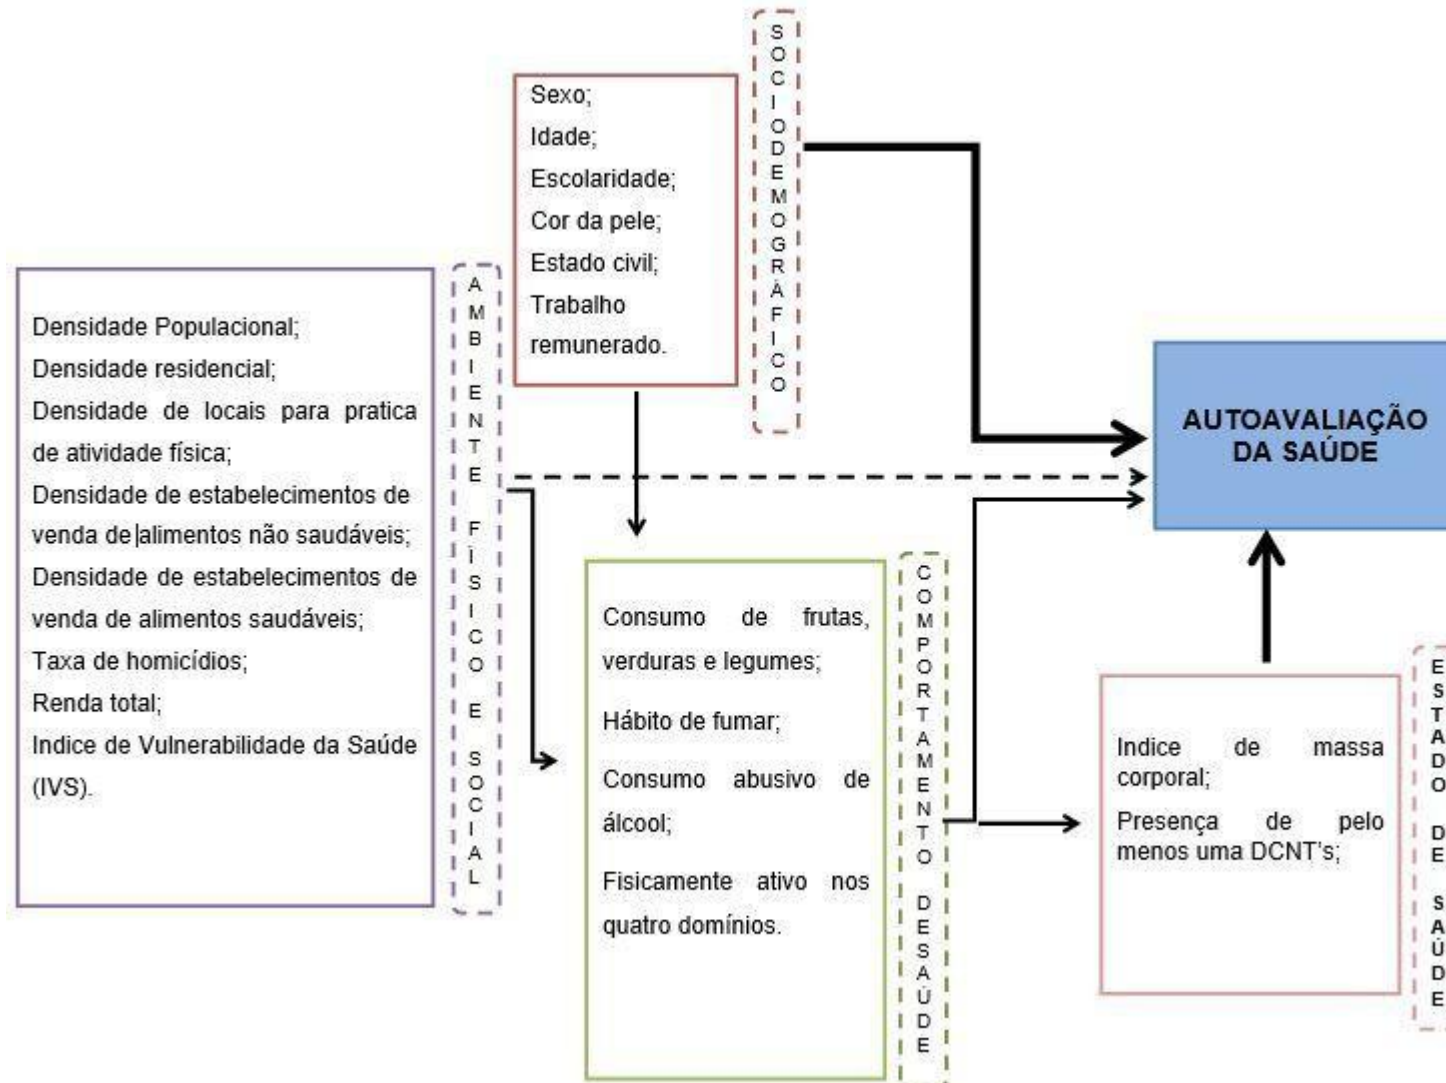 Sexo;
Idade;
Escolaridade;
Cor da pele;
Estado civil;
Trabalho
remunerado.
SOCIODEMOGRÁFICO
Densidade Populacional;
Densidade residencial;
Densidade de locais para pratica
de atividade física;
Densidade de estabelecimentos de
venda de alimentos não saudáveis;
Densidade de estabelecimentos de
venda de alimentos saudáveis;
Taxa de homicídios;
Renda total;
Indice de Vulnerabilidade da Saúde
(IVS).
AMBIENTE FÍSICO E SOCIAL
AUTOAVALIAÇÃO
DA SAÚDE
Consumo de frutas,
verduras e legumes;
Hábito de fumar;
Consumo abusivo de
álcool;
Fisicamente ativo nos
quatro domínios.
COMPORTAMENTO DESAÚDE
Indice de massa
corporal;
Presença de pelo
menos uma DCNT's;
ESTADO DE SAÚDE